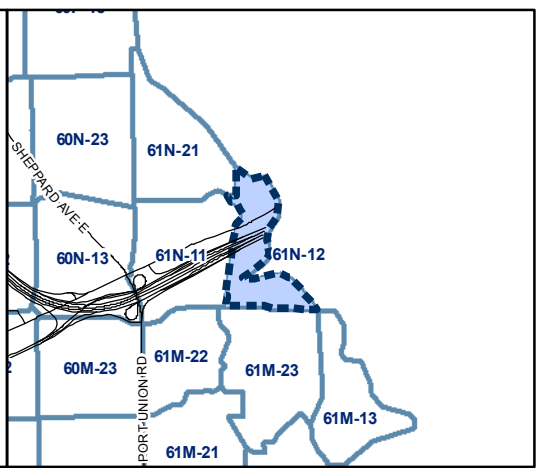 60N-23
61N-21
SHEPPARD AVE E
60N-13
61N-11
61N-12
60M-23
61M-22
61M-23
PORT UNION RD
61M-13
61M-21